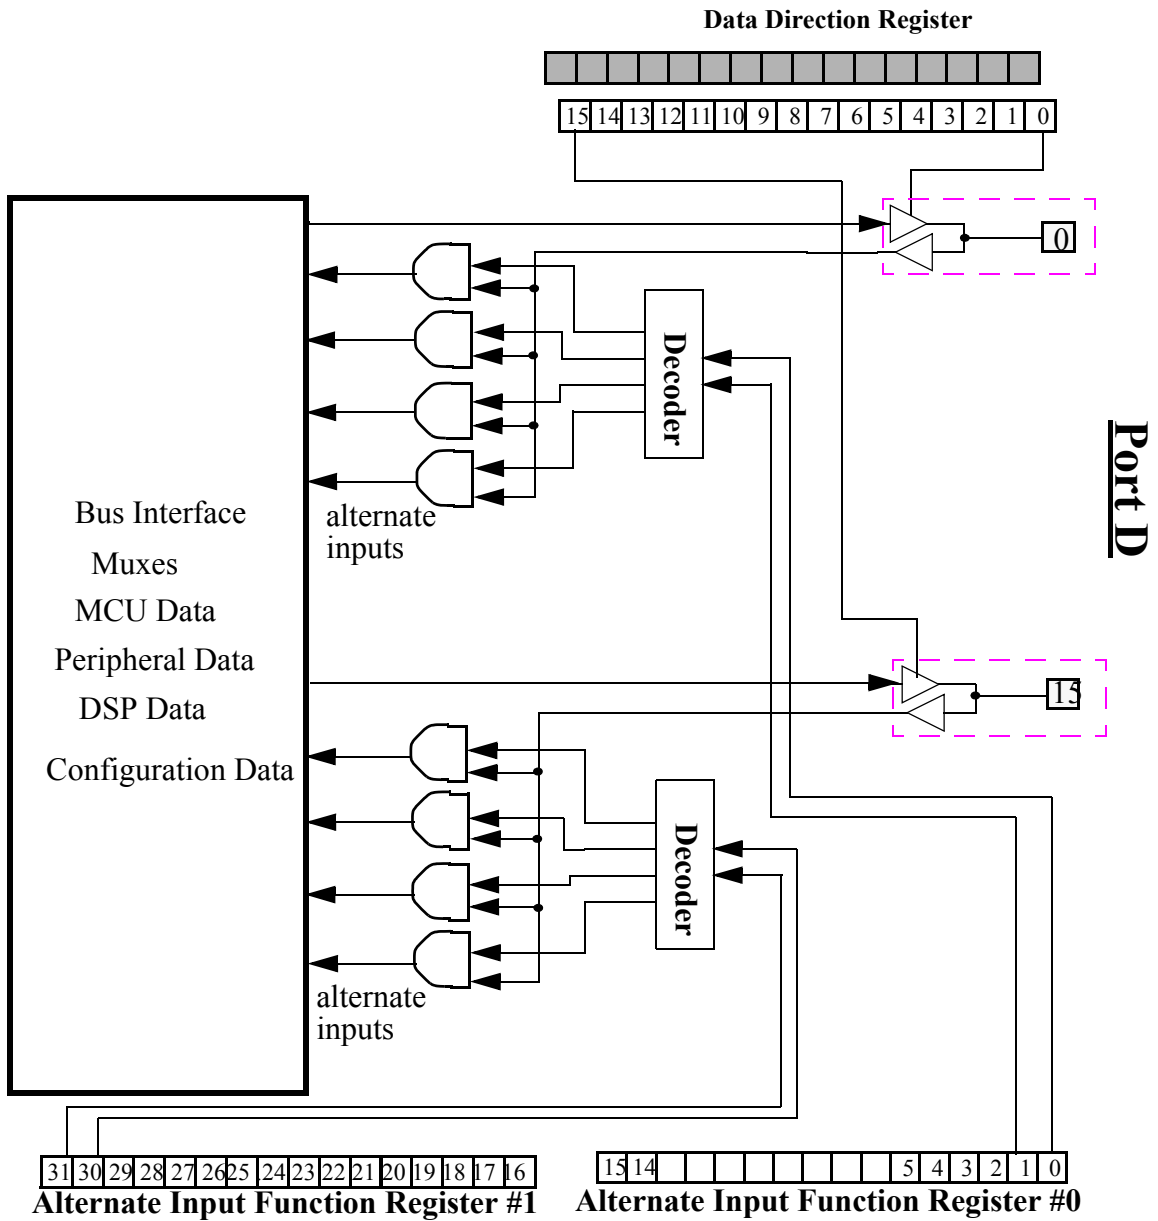 Data Direction Register
15 14 13 12 11 10 9 8 7 6 5 4 3 2 1 0
0
Decoder
Port D
alternate
inputs
Bus Interface
Muxes
MCU Data
Peripheral Data
DSP Data
Configuration Data
15
Decoder
alternate
inputs
31 30 29 28 27 26 25 24 23 22 21 20 19 18 17 16
Alternate Input Function Register #1
15 14 5 4 3 2 1 0
Alternate Input Function Register #0